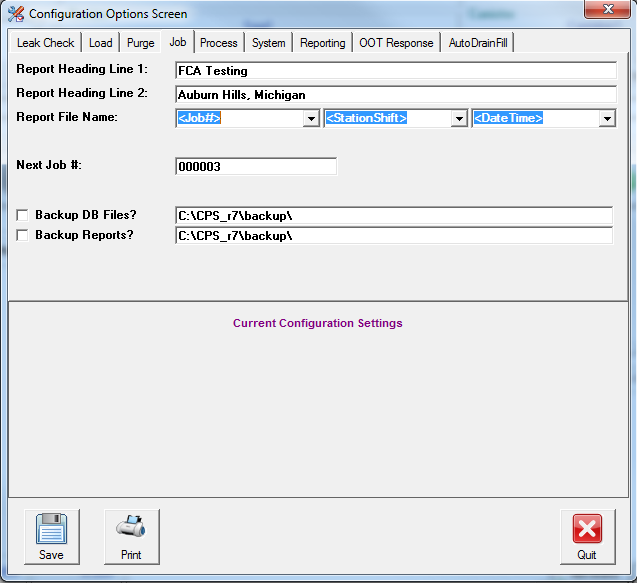 Configuration Options Screen
Leak Check Load Purge Job Process System Reporting OOT Response AutoDrainFill
Report Heading Line 1: FCA Testing
Report Heading Line 2: Auburn Hills, Michigan
Report File Name: <Job#> <StationShift> <DateTime>
Next Job #: 000003
Backup DB Files? C:\CPS_r7\backup\
Backup Reports? C:\CPS_r7\backup\
Current Configuration Settings
Save Print Quit